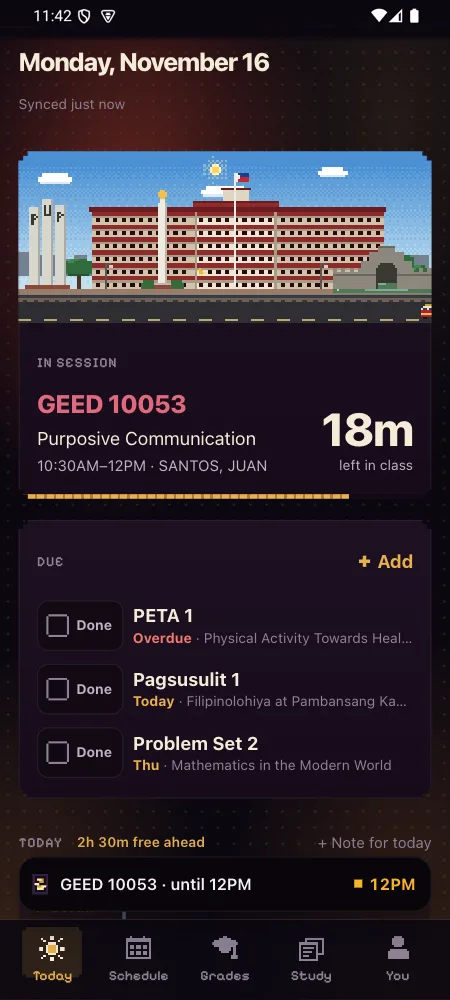 11:42
Monday, November 16
Synced just now
P U P
IN SESSION
GEED 10053
Purposive Communication
10:30AM–12PM · SANTOS, JUAN
18m
left in class
DUE
+ Add
Done
PETA 1
Overdue · Physical Activity Towards Heal...
Done
Pagsusulit 1
Today · Filipinolohiya at Pambansang Ka...
Done
Problem Set 2
Thu · Mathematics in the Modern World
TODAY 2h 30m free ahead + Note for today
GEED 10053 · until 12PM
12PM
Today Schedule Grades Study You